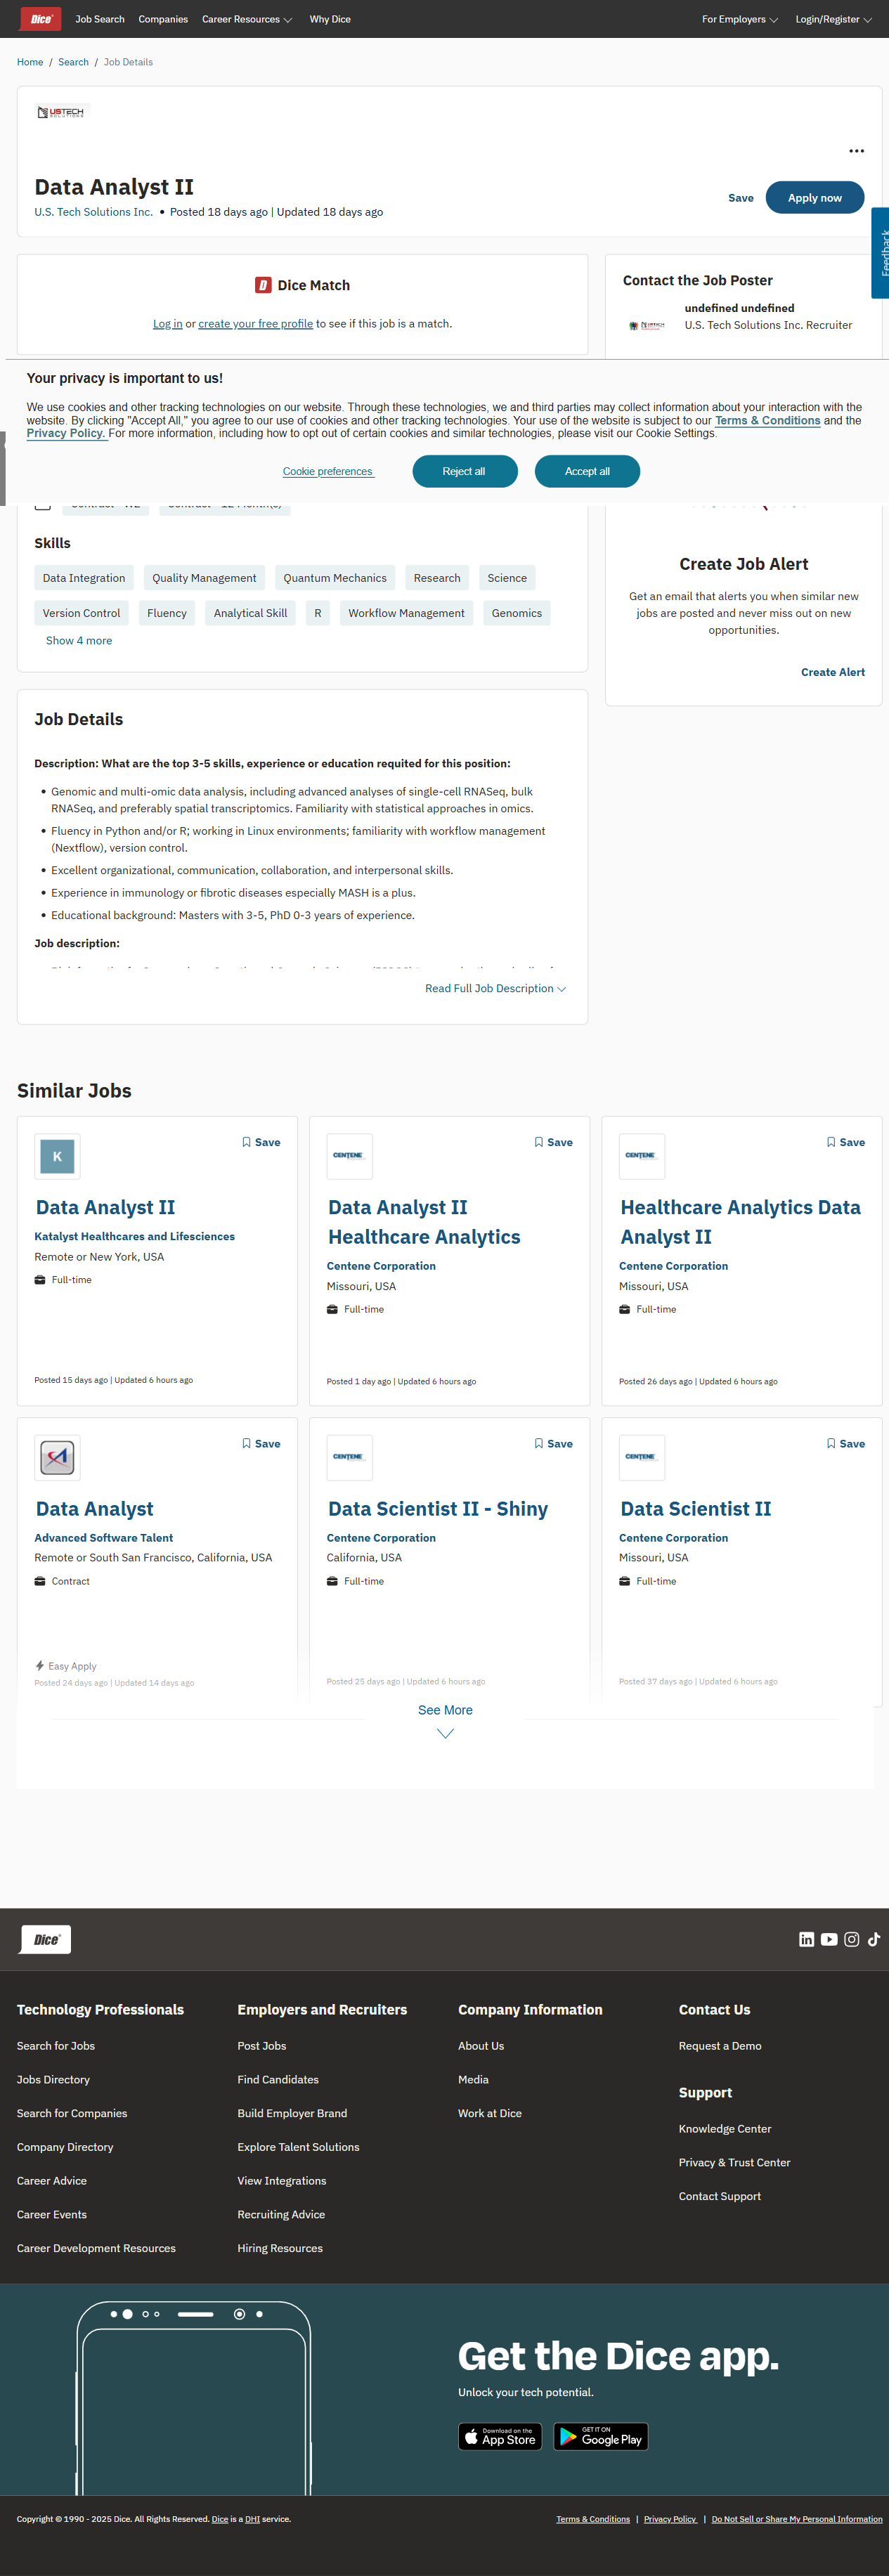 Dice
Job Search Companies Career Resources Why Dice For Employers Login/Register
Home / Search / Job Details
USTECH
SOLUTIONS
Data Analyst II
U.S. Tech Solutions Inc. • Posted 18 days ago | Updated 18 days ago
Save Apply now
Feedback
Dice Match
Log in or create your free profile to see if this job is a match.
Contact the Job Poster
undefined undefined
U.S. Tech Solutions Inc. Recruiter
Your privacy is important to us!
We use cookies and other tracking technologies on our website. Through these technologies, we and third parties may collect information about your interaction with the
website. By clicking "Accept All," you agree to our use of cookies and other tracking technologies. Your use of the website is subject to our Terms & Conditions and the
Privacy Policy. For more information, including how to opt out of certain cookies and similar technologies, please visit our Cookie Settings.
Cookie preferences Reject all Accept all
Skills
Data Integration Quality Management Quantum Mechanics Research Science
Version Control Fluency Analytical Skill R Workflow Management Genomics
Show 4 more
Create Job Alert
Get an email that alerts you when similar new
jobs are posted and never miss out on new
opportunities.
Create Alert
Job Details
Description: What are the top 3-5 skills, experience or education requited for this position:
• Genomic and multi-omic data analysis, including advanced analyses of single-cell RNASeq, bulk
RNASeq, and preferably spatial transcriptomics. Familiarity with statistical approaches in omics.
• Fluency in Python and/or R; working in Linux environments; familiarity with workflow management
(Nextflow), version control.
• Excellent organizational, communication, collaboration, and interpersonal skills.
• Experience in immunology or fibrotic diseases especially MASH is a plus.
• Educational background: Masters with 3-5, PhD 0-3 years of experience.
Job description:
Read Full Job Description
Similar Jobs
K
Save
Data Analyst II
Katalyst Healthcares and Lifesciences
Remote or New York, USA
Full-time
Posted 15 days ago | Updated 6 hours ago
CENTENE
Save
Data Analyst II
Healthcare Analytics
Centene Corporation
Missouri, USA
Full-time
Posted 1 day ago | Updated 6 hours ago
CENTENE
Save
Healthcare Analytics Data
Analyst II
Centene Corporation
Missouri, USA
Full-time
Posted 26 days ago | Updated 6 hours ago
Save
Data Analyst
Advanced Software Talent
Remote or South San Francisco, California, USA
Contract
Easy Apply
Posted 24 days ago | Updated 14 days ago
CENTENE
Save
Data Scientist II - Shiny
Centene Corporation
California, USA
Full-time
Posted 25 days ago | Updated 6 hours ago
CENTENE
Save
Data Scientist II
Centene Corporation
Missouri, USA
Full-time
Posted 37 days ago | Updated 6 hours ago
See More
Dice
Technology Professionals
Search for Jobs
Jobs Directory
Search for Companies
Company Directory
Career Advice
Career Events
Career Development Resources
Employers and Recruiters
Post Jobs
Find Candidates
Build Employer Brand
Explore Talent Solutions
View Integrations
Recruiting Advice
Hiring Resources
Company Information
About Us
Media
Work at Dice
Contact Us
Request a Demo
Support
Knowledge Center
Privacy & Trust Center
Contact Support
Get the Dice app.
Unlock your tech potential.
Download on the
App Store
GET IT ON
Google Play
Copyright © 1990 - 2025 Dice. All Rights Reserved. Dice is a DHI service.
Terms & Conditions | Privacy Policy | Do Not Sell or Share My Personal Information